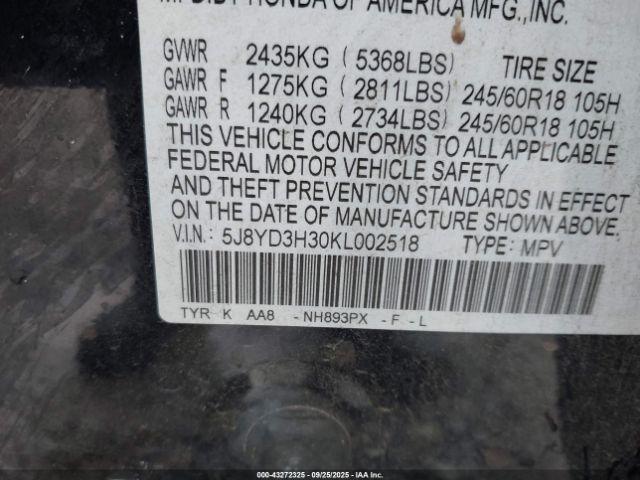 MFD.BY HONDA OF AMERICA MFG.,INC.
GVWR 2435KG ( 5368LBS) TIRE SIZE
GAWR F 1275KG ( 2811LBS) 245/60R18 105H
GAWR R 1240KG ( 2734LBS) 245/60R18 105H
THIS VEHICLE CONFORMS TO ALL APPLICABLE
FEDERAL MOTOR VEHICLE SAFETY
AND THEFT PREVENTION STANDARDS IN EFFECT
ON THE DATE OF MANUFACTURE SHOWN ABOVE.
V.I.N.: 5J8YD3H30KL002518 TYPE: MPV
TYR K AA8 - NH893PX - F - L
00-43272325 09/25/2025 © IAA, Inc.